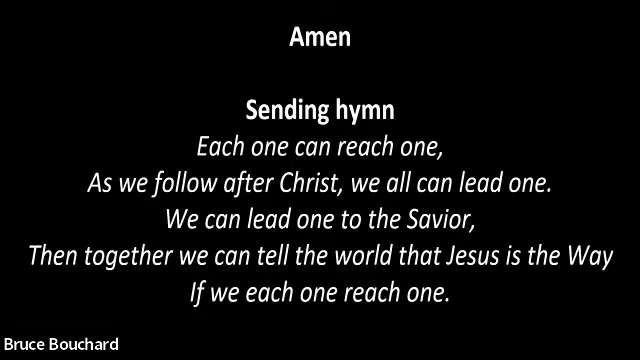 Amen
Sending hymn
Each one can reach one,
As we follow after Christ, we all can lead one.
We can lead one to the Savior,
Then together we can tell the world that Jesus is the Way
If we each one reach one.
Bruce Bouchard